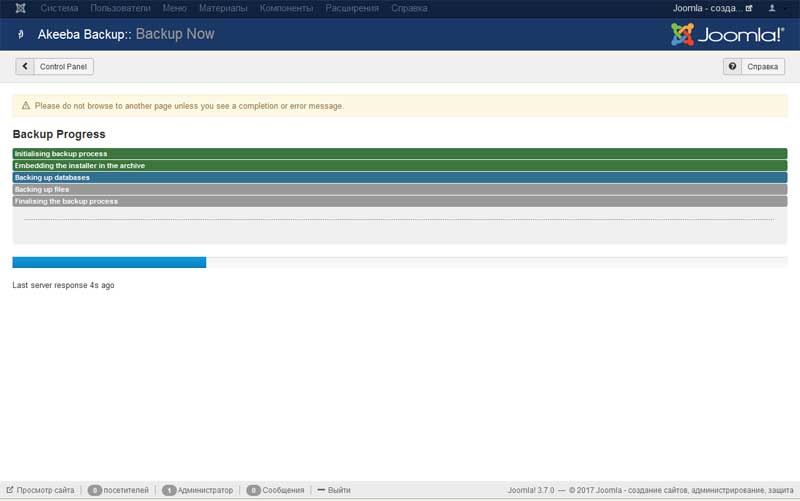 Система Пользователи Меню Материалы Компоненты Расширения Справка Joomla - созда...
Akeeba Backup:: Backup Now Joomla!®
Control Panel Справка
Please do not browse to another page unless you see a completion or error message.
Backup Progress
Initialising backup process
Embedding the installer in the archive
Backing up databases
Backing up files
Finalising the backup process
Last server response 4s ago
Просмотр сайта 0 посетителей 1 Администратор 0 Сообщения Выйти Joomla! 3.7.0 — © 2017 Joomla - создание сайтов, администрирование, защита